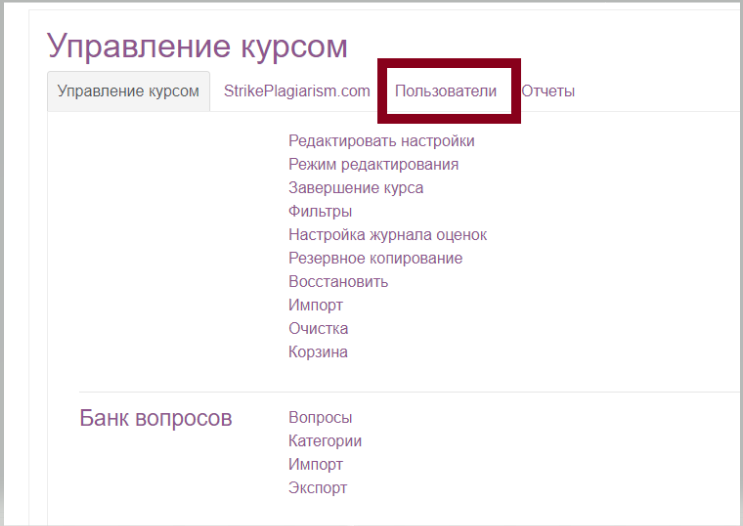 Управление курсом
Управление курсом StrikePlagiarism.com Пользователи Отчеты
Редактировать настройки
Режим редактирования
Завершение курса
Фильтры
Настройка журнала оценок
Резервное копирование
Восстановить
Импорт
Очистка
Корзина
Банк вопросов Вопросы
Категории
Импорт
Экспорт